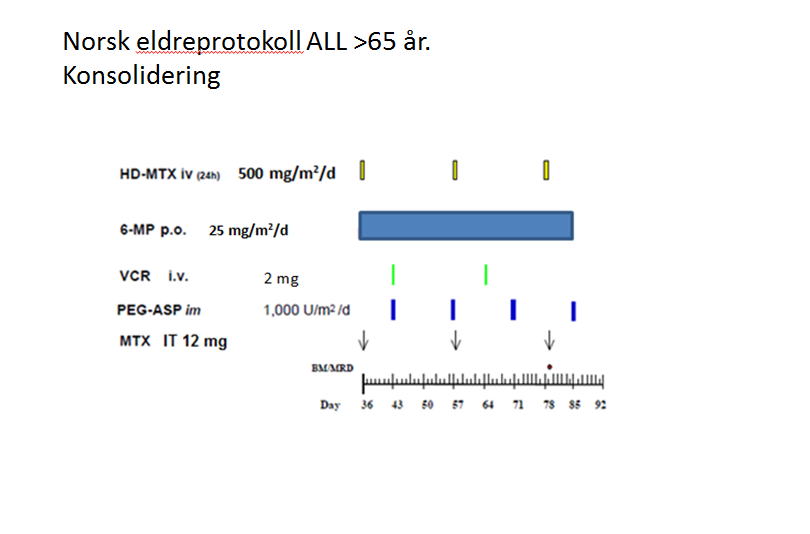 Norsk eldreprotokoll ALL >65 år.
Konsolidering
HD-MTX iv (24h) 500 mg/m²/d
6-MP p.o. 25 mg/m²/d
VCR i.v. 2 mg
PEG-ASP im 1,000 U/m²/d
MTX IT 12 mg
BM/MRD
Day 36 43 50 57 64 71 78 85 92